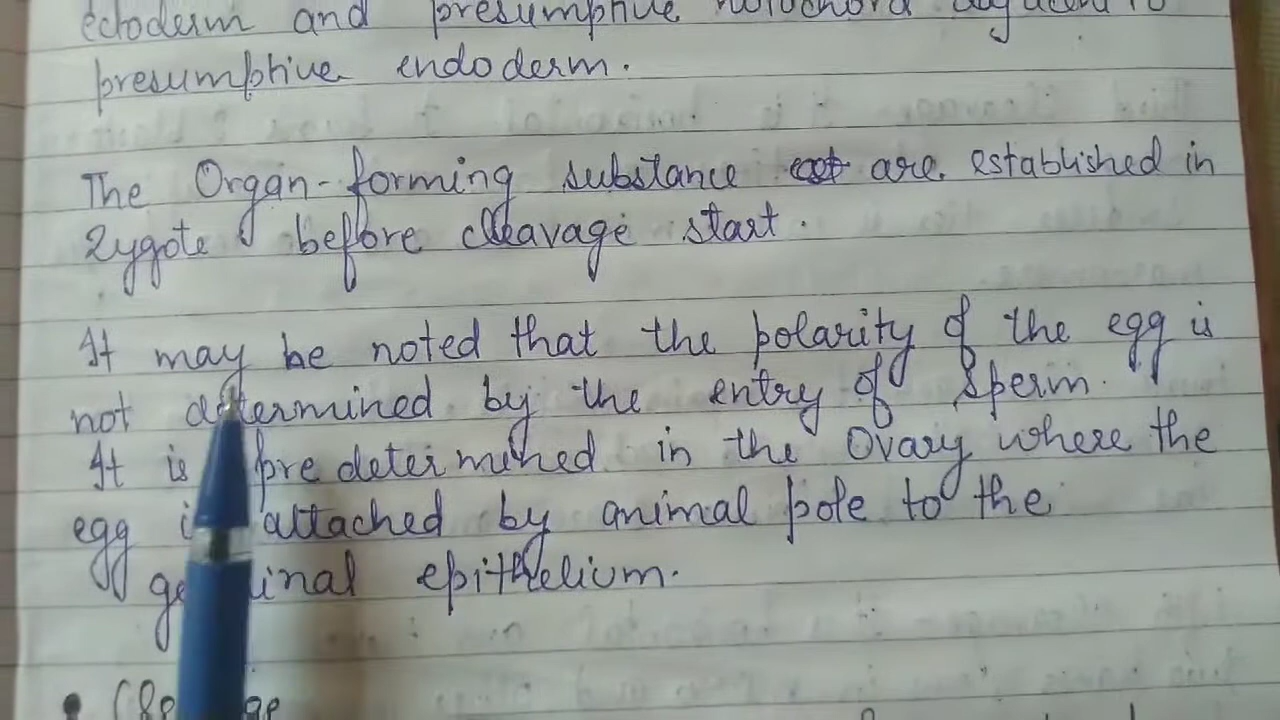 ectoderm and presumptive notochord adjacent to
presumptive endoderm.
The Organ-forming substance are established in
Zygote before cleavage start.
It may be noted that the polarity of the egg is
not determined by the entry of sperm.
It is pre determined in the Ovary where the
egg is attached by animal pole to the
germinal epithelium.